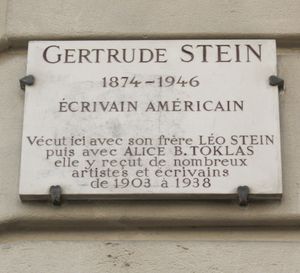 GERTRUDE STEIN
1874-1946
ÉCRIVAIN AMÉRICAIN
Vécut ici avec son frère LÉO STEIN
puis avec ALICE B. TOKLAS
elle y reçut de nombreux
artistes et écrivains
de 1903 à 1938